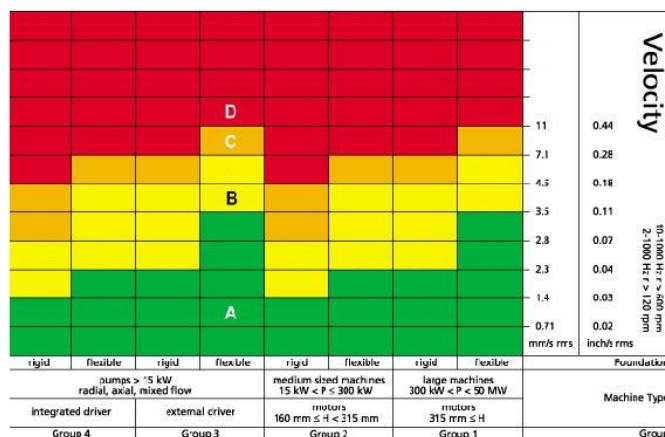 D
C
B
A
11
7.1
4.5
3.5
2.8
2.3
1.4
0.71
mm/s rms
0.44
0.28
0.18
0.11
0.07
0.04
0.03
0.02
inch/s rms
Velocity
10-1000 Hz r > 600 rpm
2-1000 Hz r > 120 rpm
rigid flexible rigid flexible rigid flexible rigid flexible Foundation
pumps > 15 kW
radial, axial, mixed flow
medium sized machines
15 kW < P ≤ 300 kW
large machines
300 kW < P < 50 MW
Machine Type
integrated driver external driver
motors
160 mm ≤ H < 315 mm
motors
315 mm ≤ H
Group 4 Group 3 Group 2 Group 1 Group